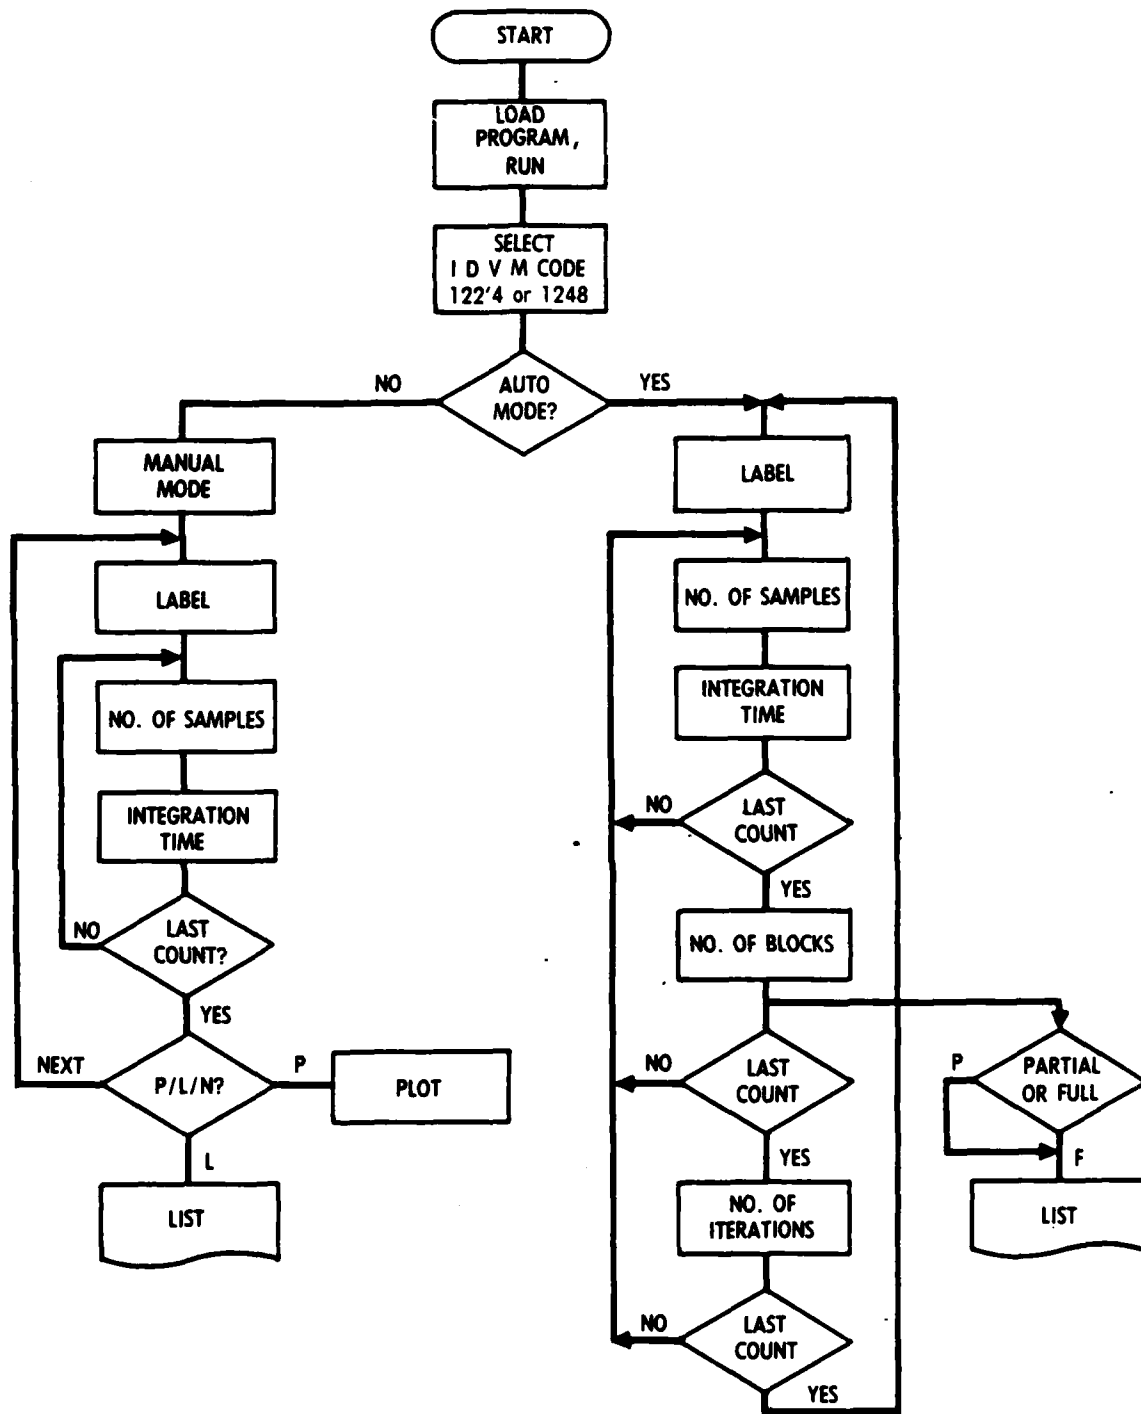 START
LOAD
PROGRAM,
RUN
SELECT
I D V M CODE
122'4 or 1248
AUTO
MODE?
NO
YES
MANUAL
MODE
LABEL
NO. OF SAMPLES
INTEGRATION
TIME
LAST
COUNT?
NO
YES
P/L/N?
NEXT
P
PLOT
L
LIST
LABEL
NO. OF SAMPLES
INTEGRATION
TIME
LAST
COUNT
NO
YES
NO. OF BLOCKS
LAST
COUNT
NO
YES
NO. OF
ITERATIONS
LAST
COUNT
NO
YES
PARTIAL
OR FULL
P
F
LIST